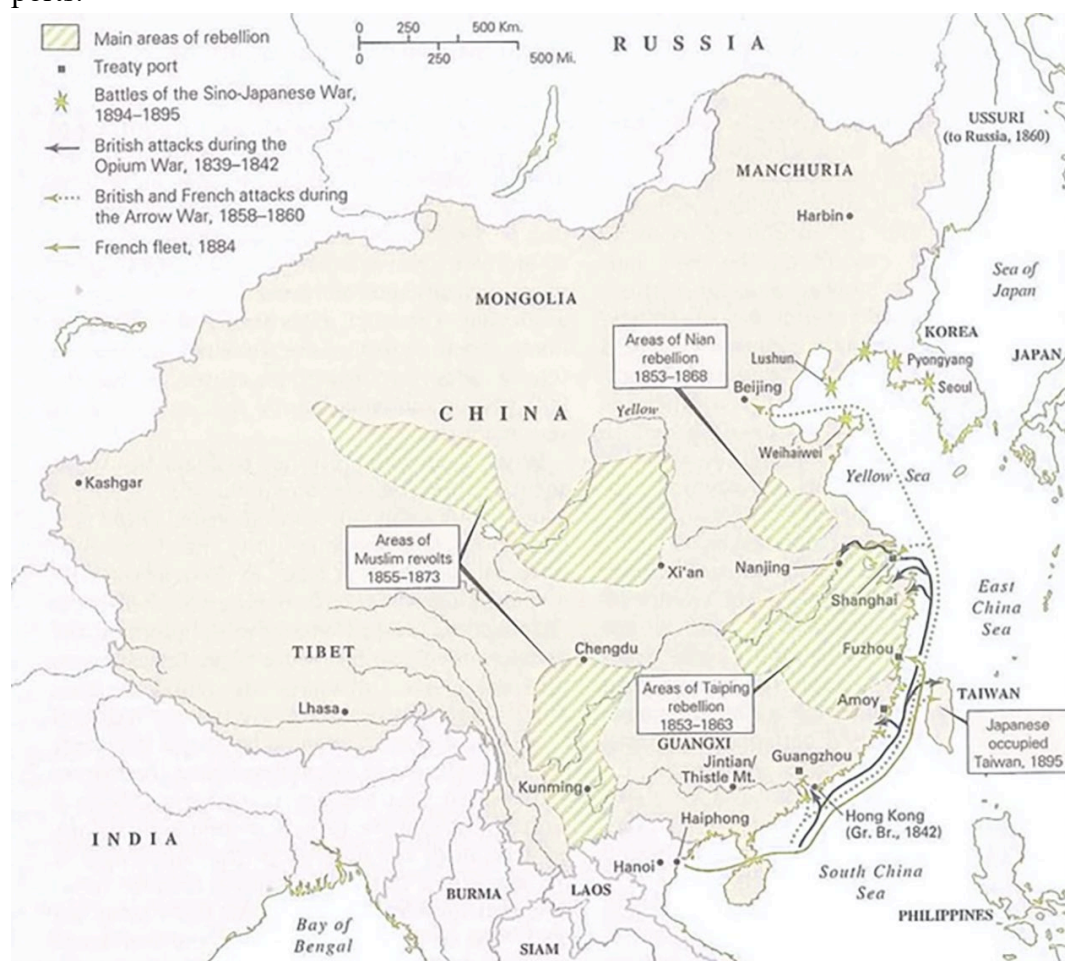 ports.
0 250 500 Km.
0 250 500 Mi.
Main areas of rebellion
Treaty port
Battles of the Sino-Japanese War,
1894–1895
British attacks during the
Opium War, 1839–1842
British and French attacks during
the Arrow War, 1858–1860
French fleet, 1884
RUSSIA
USSURI
(to Russia, 1860)
MANCHURIA
Harbin
Sea of
Japan
MONGOLIA
KOREA
JAPAN
Areas of Nian
rebellion
1853–1868
Lushun
Pyongyang
Seoul
Beijing
CHINA
Yellow
Weihaiwei
Yellow Sea
Kashgar
Areas of
Muslim revolts
1855–1873
Xi'an
Nanjing
Shanghai
East
China
Sea
TIBET
Chengdu
Fuzhou
Lhasa
Areas of Taiping
rebellion
1853–1863
Amoy
TAIWAN
Japanese
occupied
Taiwan, 1895
GUANGXI
Jintian/
Thistle Mt.
Guangzhou
Kunming
Haiphong
Hong Kong
(Gr. Br., 1842)
INDIA
Hanoi
South China
Sea
BURMA
LAOS
PHILIPPINES
Bay of
Bengal
SIAM